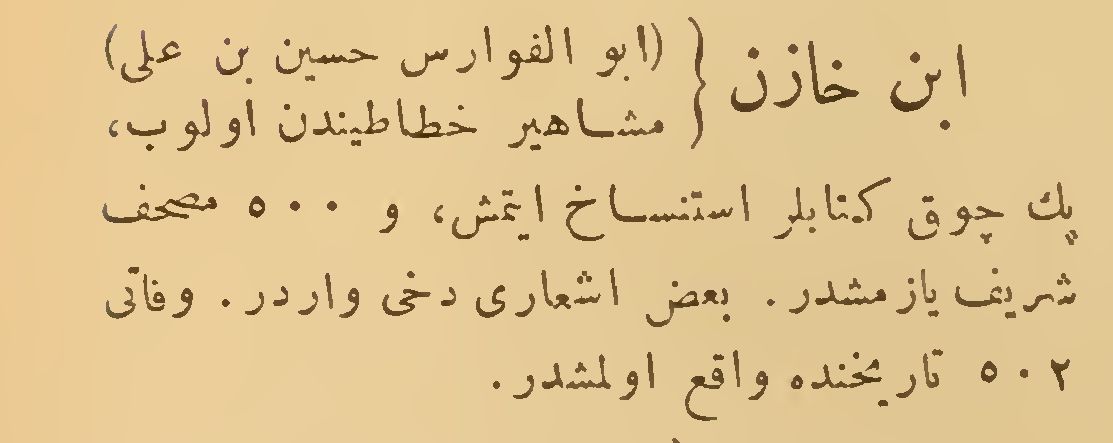 ابن خازن { (ابو الفوارس حسين بن على)
مشاهير خطاطيندن اولوب،
پك چوق كتابلر استنساخ ايتمش، و ٥٠٠ مصحف
شريف يازمشدر. بعض اشعارى دخى واردر. وفاتى
٥٠٢ تاريخنده واقع اولمشدر.